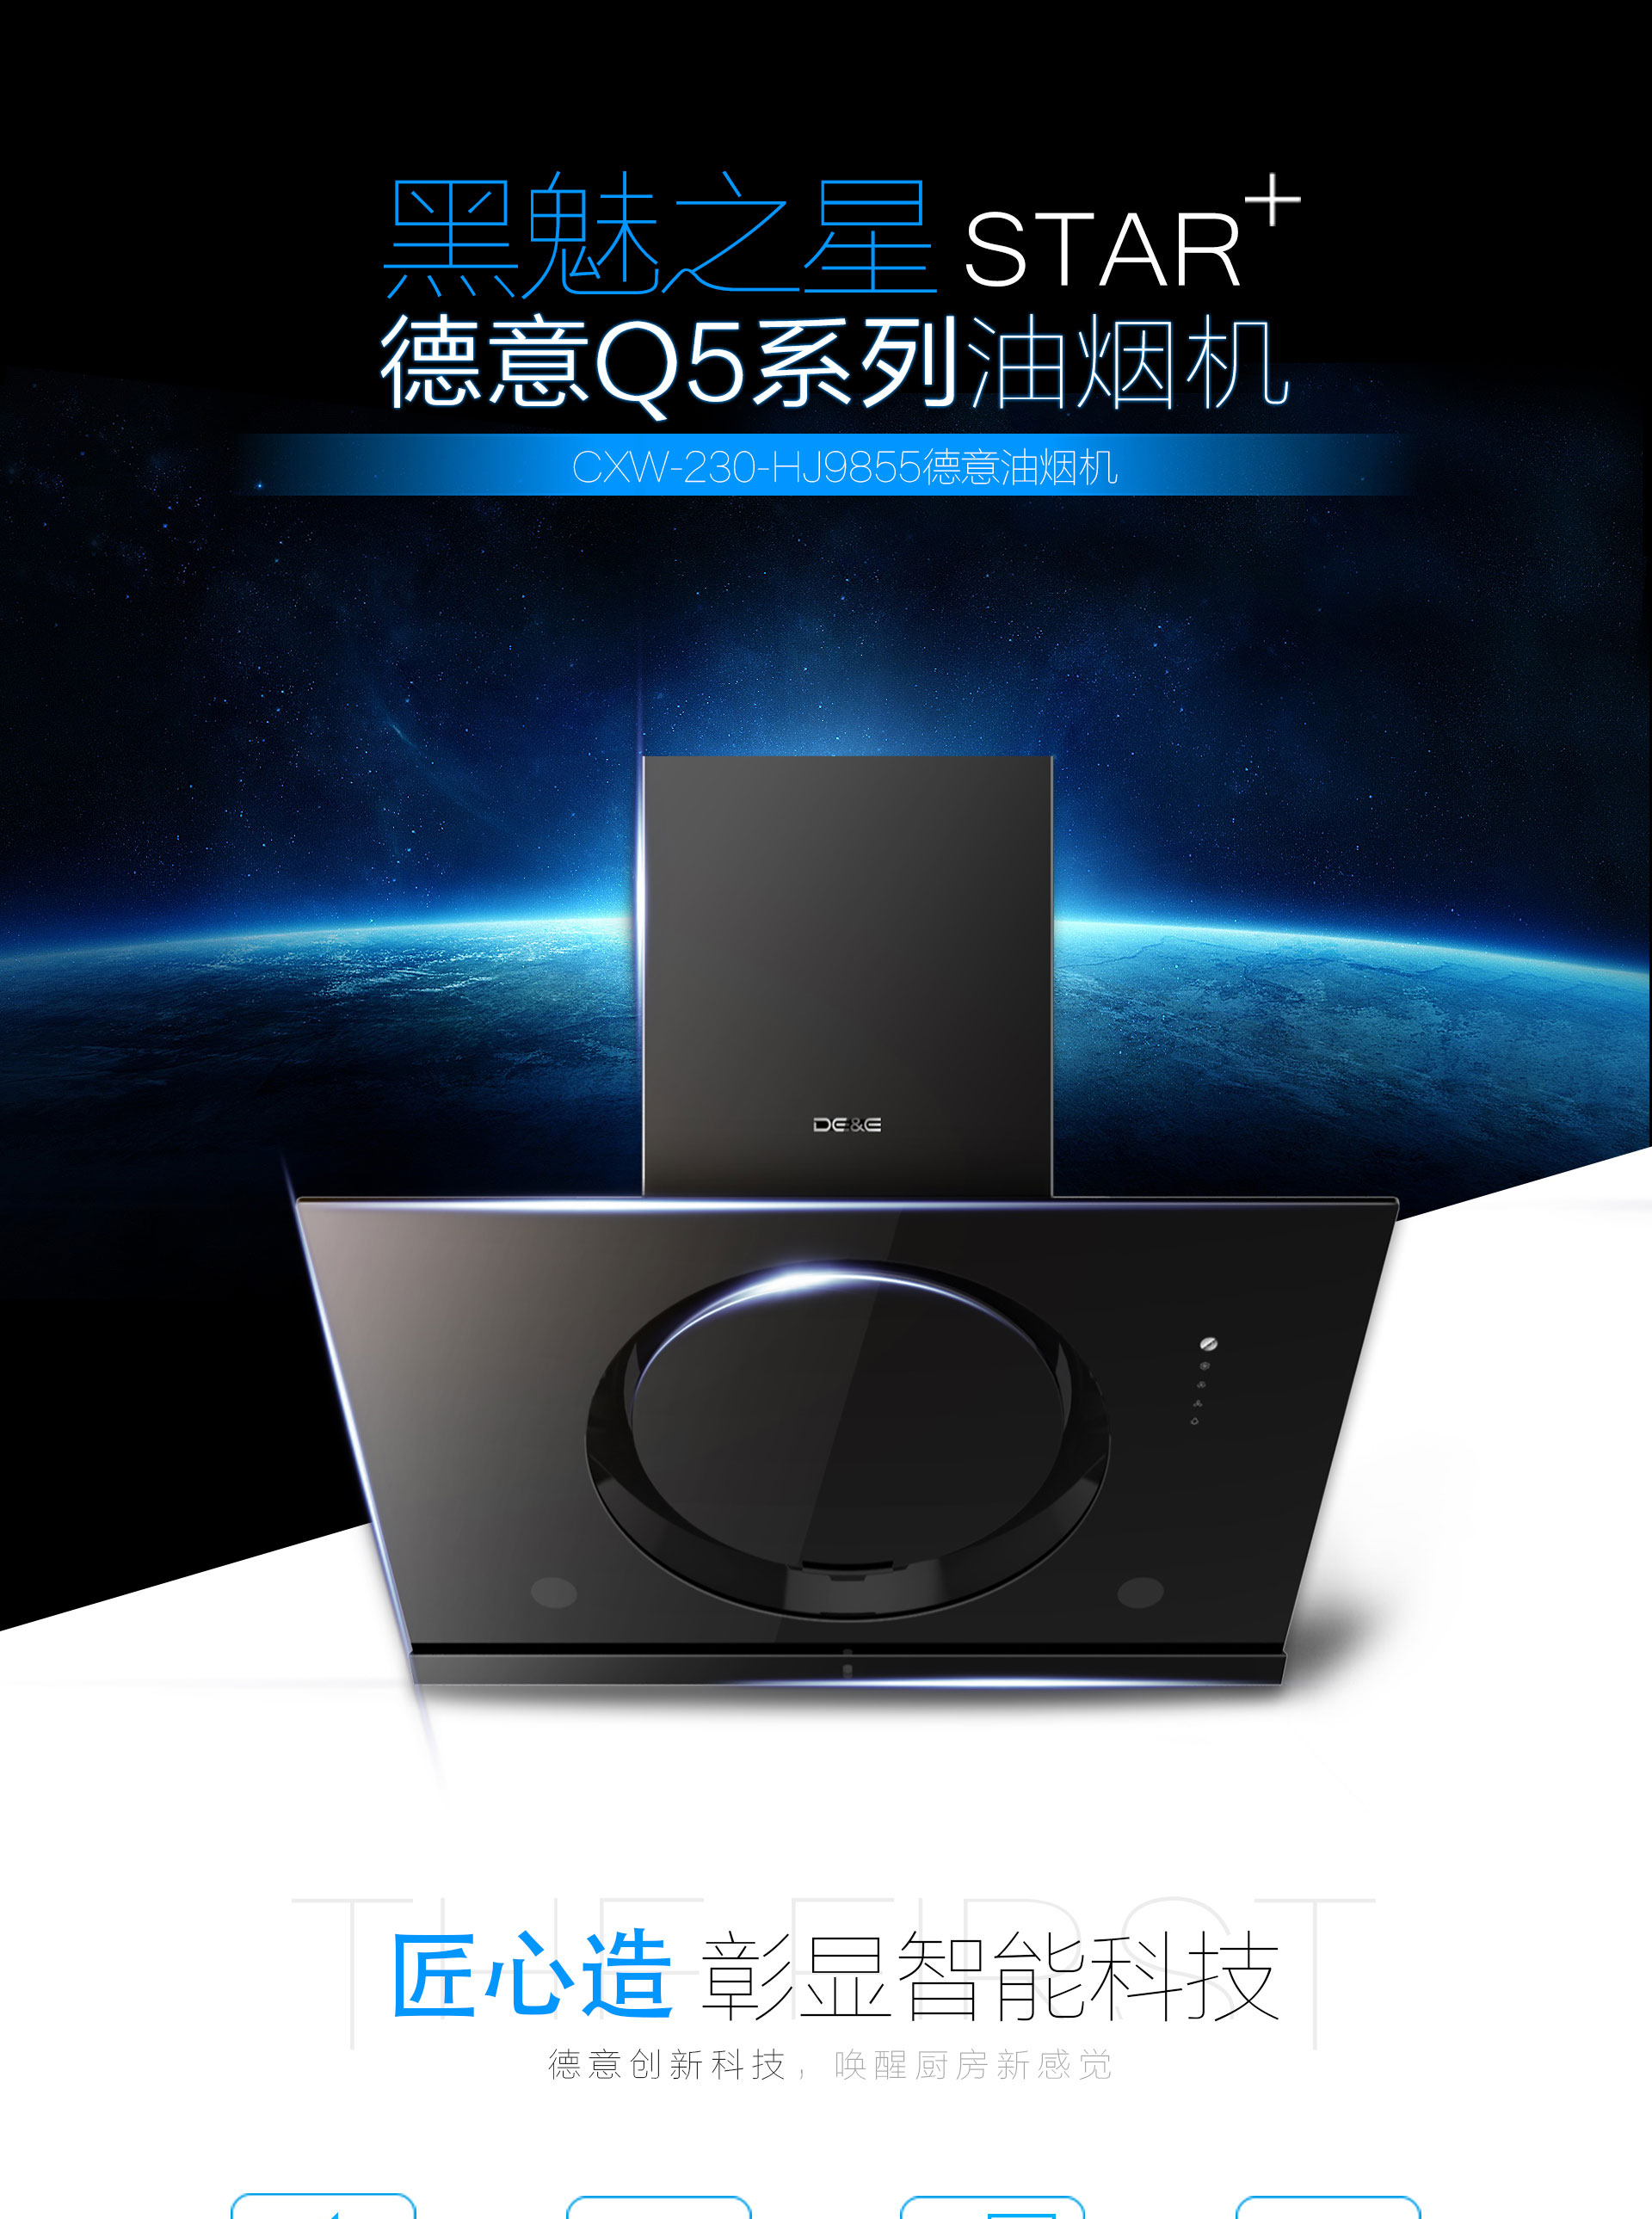 黑魅之星 STAR+
德意Q5系列油烟机
CXW-230-HJ9855德意油烟机
DE&E
THE FIRST
匠心造 彰显智能科技
德意创新科技，唤醒厨房新感觉